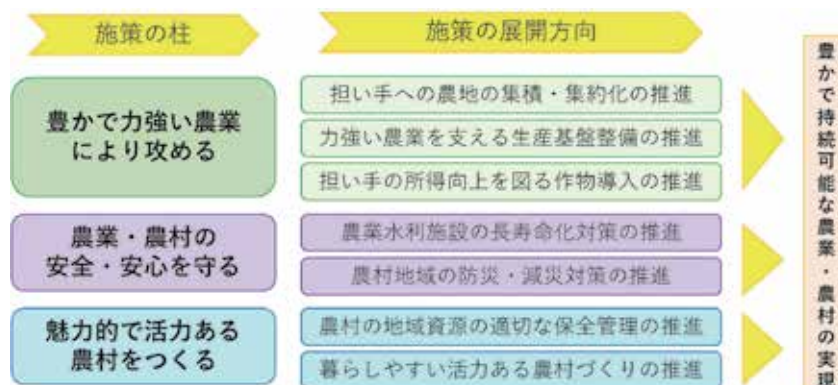 施策の柱
施策の展開方向
豊かで力強い農業
により攻める
担い手への農地の集積・集約化の推進
力強い農業を支える生産基盤整備の推進
担い手の所得向上を図る作物導入の推進
農業・農村の
安全・安心を守る
農業水利施設の長寿命化対策の推進
農村地域の防災・減災対策の推進
魅力的で活力ある
農村をつくる
農村の地域資源の適切な保全管理の推進
暮らしやすい活力ある農村づくりの推進
豊かで持続可能な農業・農村の実現